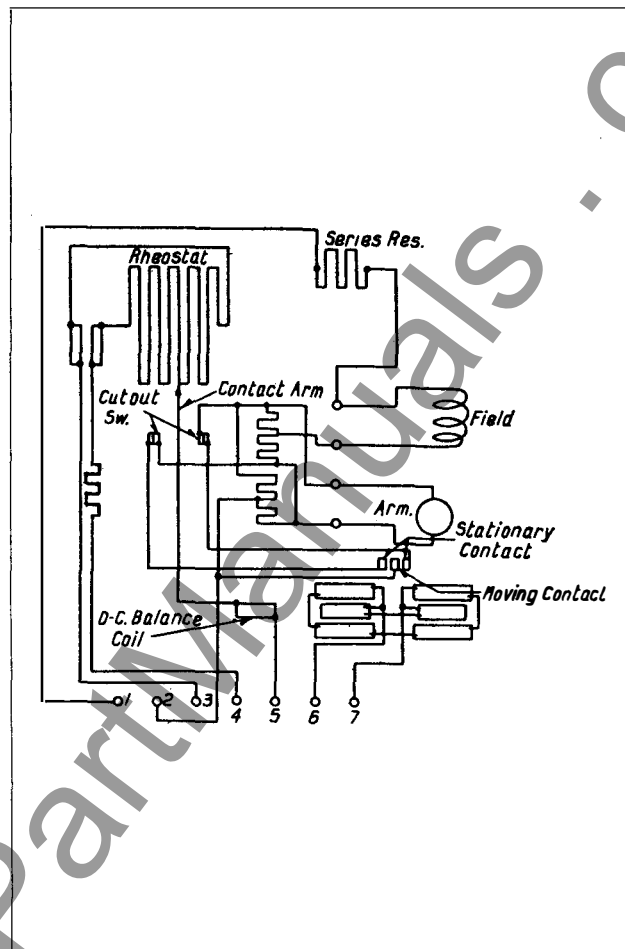 Series Res.
Rheostat
Contact Arm
Cutout
Sw.
Field
Arm.
Stationary
Contact
Moving Contact
D-C. Balance
Coil
1 2 3 4 5 6 7
PartManuals . c